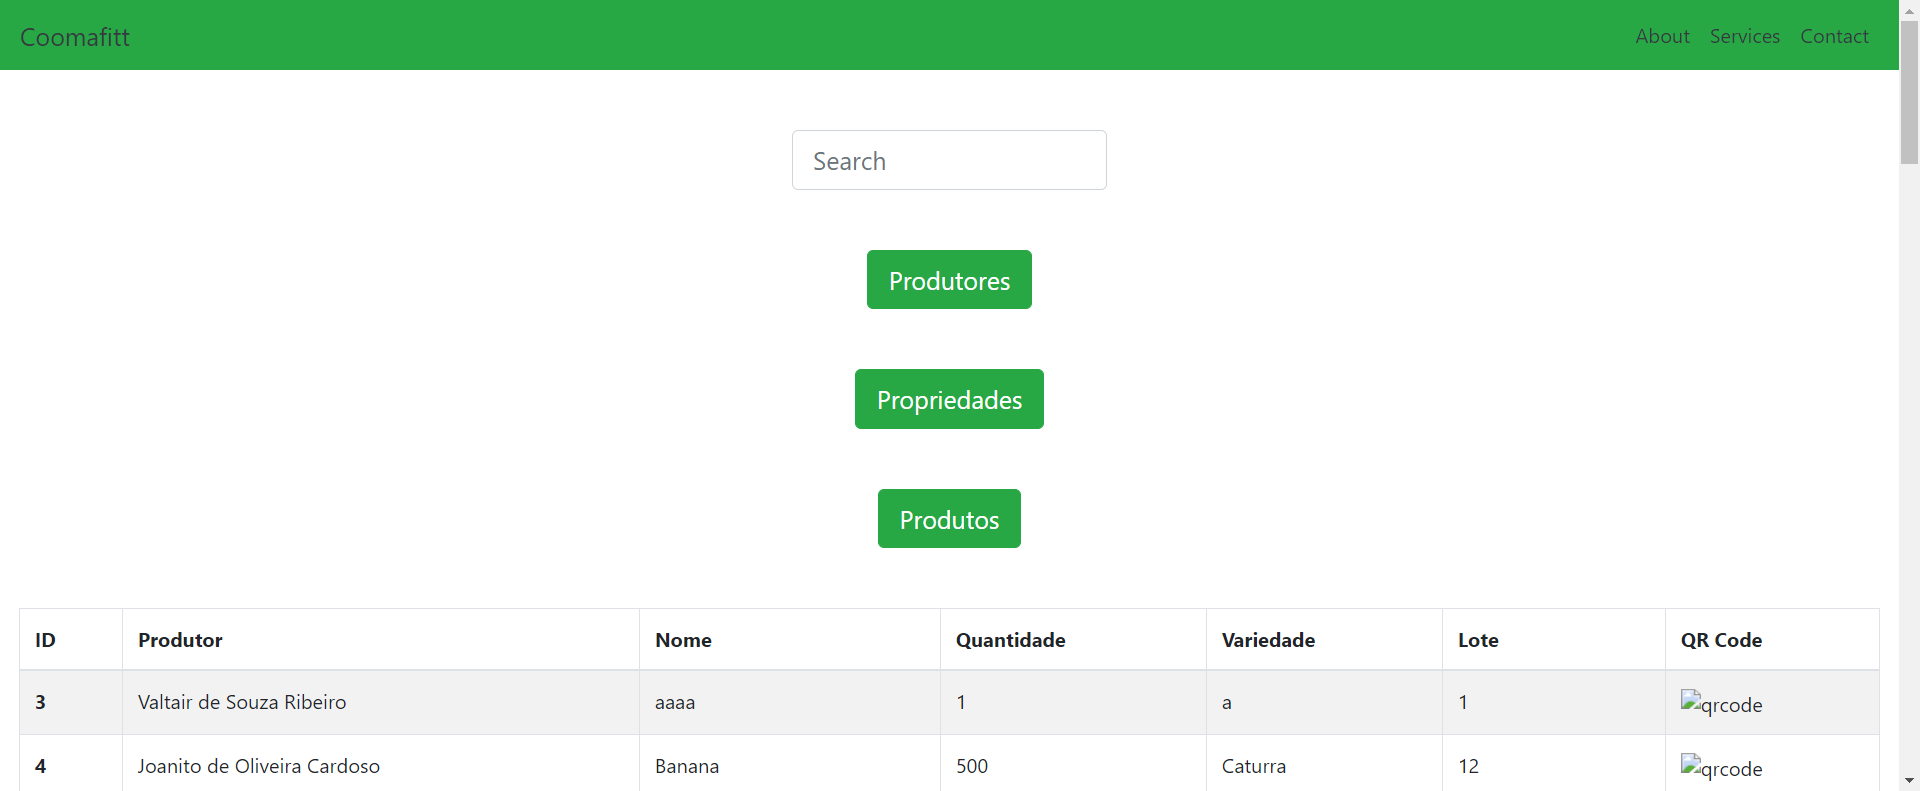 Coomafitt About Services Contact
Search
Produtores
Propriedades
Produtos
ID Produtor Nome Quantidade Variedade Lote QR Code
3 Valtair de Souza Ribeiro aaaa 1 a 1 qrcode
4 Joanito de Oliveira Cardoso Banana 500 Caturra 12 qrcode